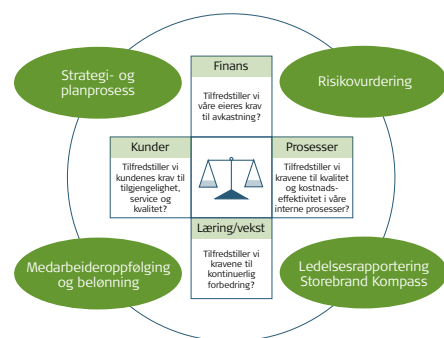 Strategi- og
planprosess
Finans
Tilfredstiller vi
våre eieres krav
til avkastning?
Risikovurdering
Kunder
Tilfredstiller vi
kundenes krav til
tilgjengelighet,
service og
kvalitet?
Prosesser
Tilfredstiller vi
kravene til kvalitet
og kostnads-
effektivitet i våre
interne prosesser?
Læring/vekst
Tilfredstiller vi
kravene til
kontinuerlig
forbedring?
Medarbeideroppfølging
og belønning
Ledelsesrapportering
Storebrand Kompass